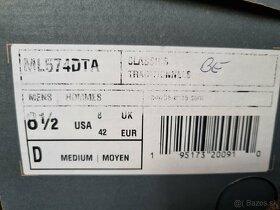 ML574DTA
CLASSICS
TRADITIONNELS
BE
MENS | HOMMES
8 1/2 USA 8 UK
42 EUR
D MEDIUM | MOYEN
1 95173 20091 0
bazos.sk